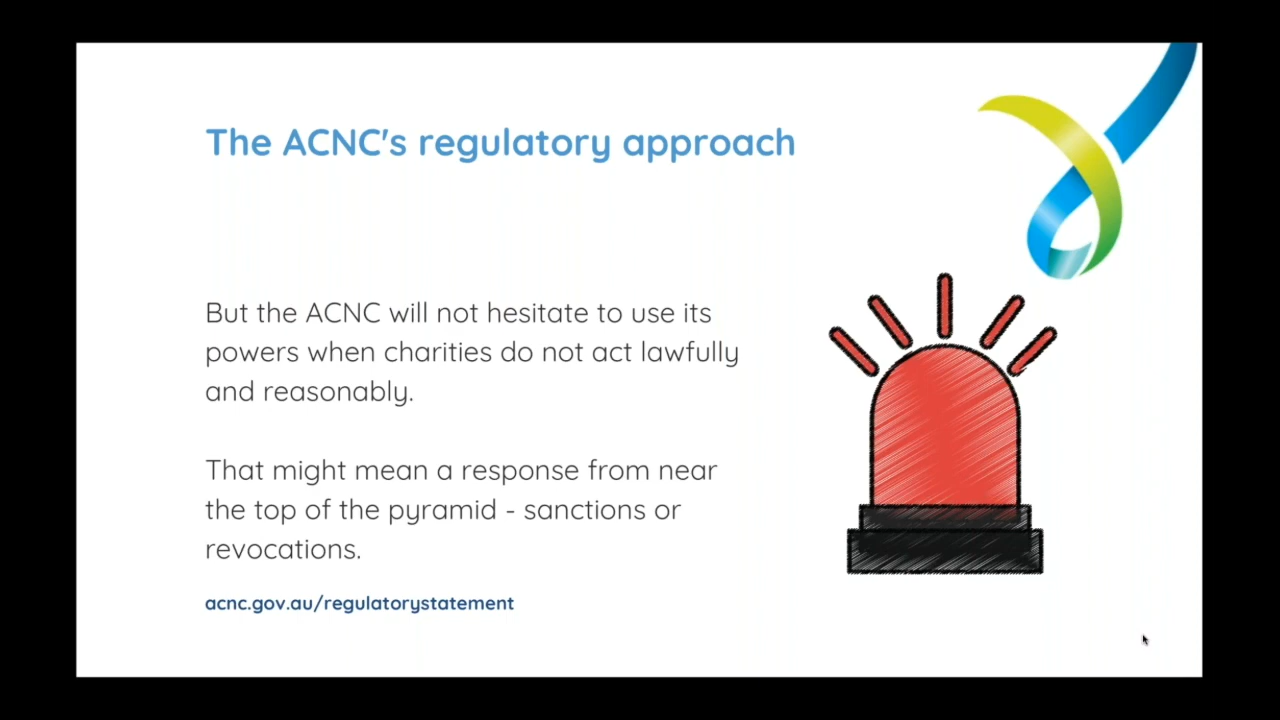 The ACNC's regulatory approach
But the ACNC will not hesitate to use its
powers when charities do not act lawfully
and reasonably.
That might mean a response from near
the top of the pyramid - sanctions or
revocations.
acnc.gov.au/regulatorystatement